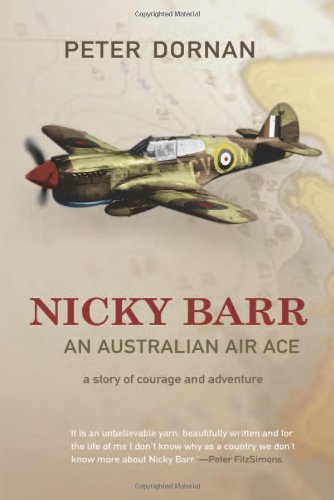 Copyrighted Material
PETER DORNAN
NICKY BARR
AN AUSTRALIAN AIR ACE
a story of courage and adventure
'It is an unbelievable yarn, beautifully written and for
the life of me I don't know why as a country we don't
know more about Nicky Barr.'—Peter FitzSimons
Copyrighted Material